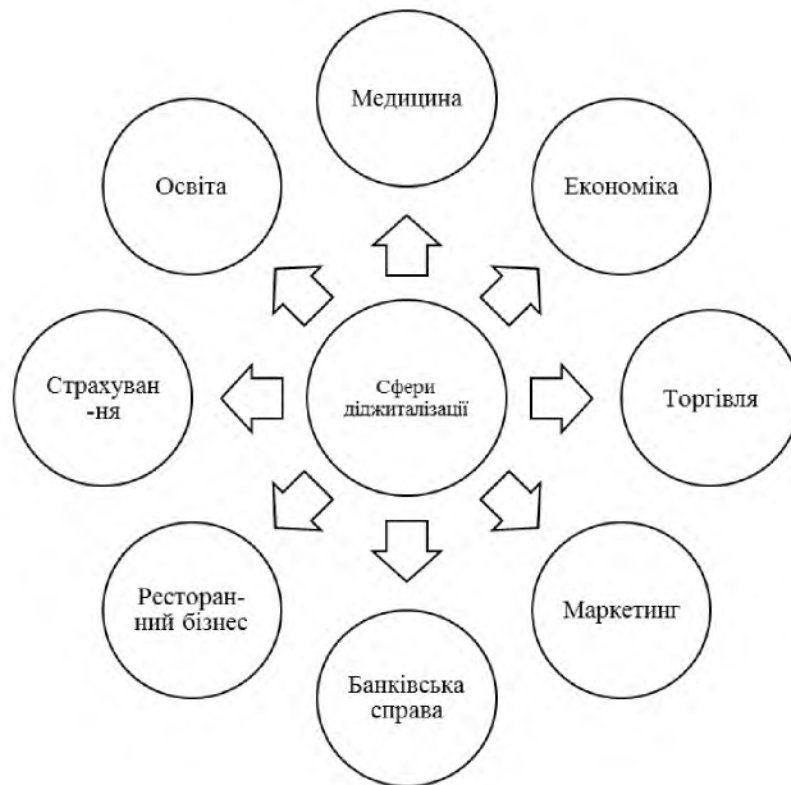 Медицина
Освіта
Економіка
Страхуван
-ня
Сфери
діджиталізації
Торгівля
Ресторан-
ний бізнес
Маркетинг
Банківська
справа